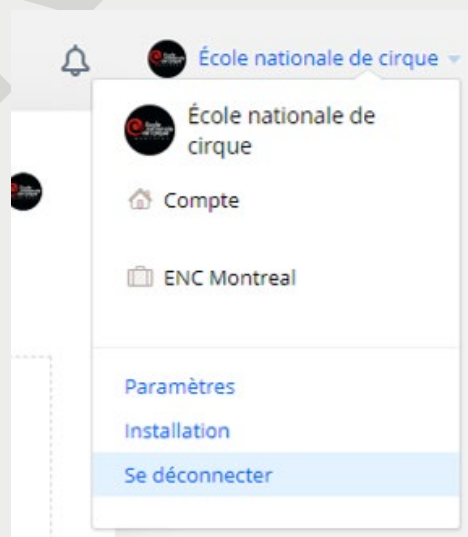 École nationale de cirque
École nationale de
cirque
Compte
ENC Montreal
Paramètres
Installation
Se déconnecter